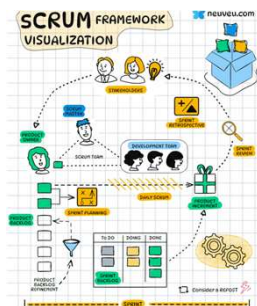 SCRUM FRAMEWORK
VISUALIZATION
neuveu.com
STAKEHOLDERS
SCRUM MASTER
SPRINT RETROSPECTIVE
PRODUCT OWNER
DEVELOPMENT TEAM
SPRINT REVIEW
SCRUM TEAM
DAILY SCRUM
PRODUCT INCREMENT
PRODUCT BACKLOG
SPRINT PLANNING
TO DO DOING DONE
SPRINT BACKLOG
PRODUCT
BACKLOG
REFINEMENT
CONSIDER A REPOST
SPRINT